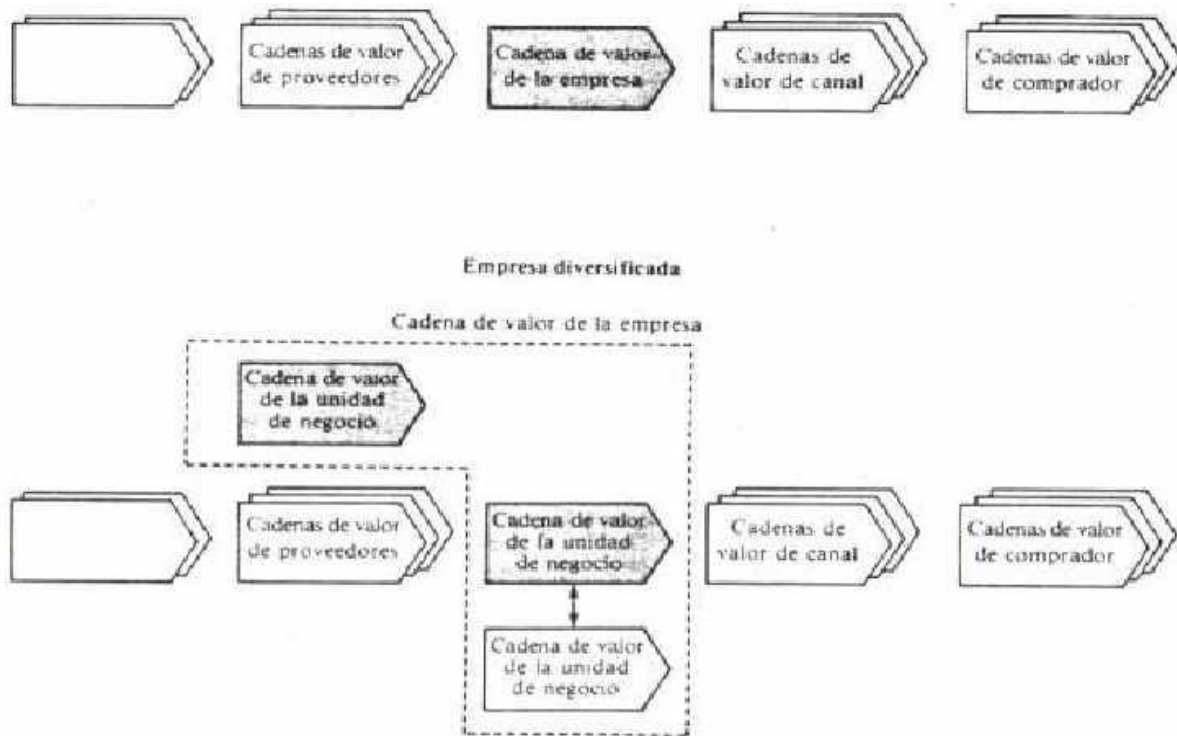 Cadenas de valor
de proveedores
Cadena de valor
de la empresa
Cadenas de
valor de canal
Cadenas de valor
de comprador
Empresa diversificada
Cadena de valor de la empresa
Cadena de valor
de la unidad
de negocio
Cadenas de valor
de proveedores
Cadena de valor
de la unidad
de negocio
Cadenas de
valor de canal
Cadenas de valor
de comprador
Cadena de valor
de la unidad
de negocio